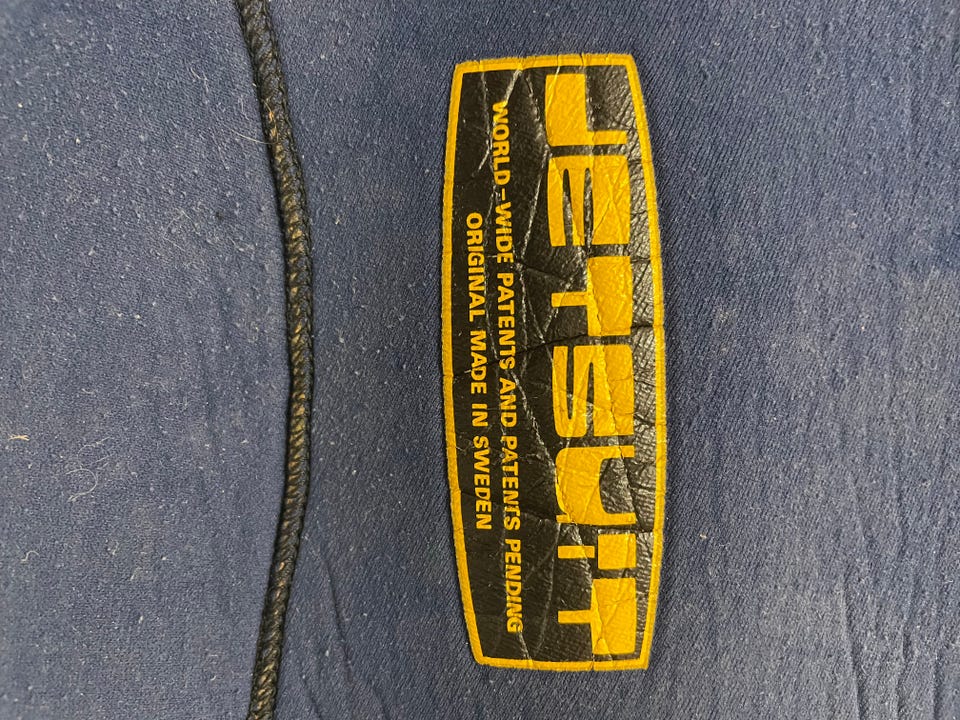 JETSUIT
WORLD-WIDE PATENTS AND PATENTS PENDING
ORIGINAL MADE IN SWEDEN